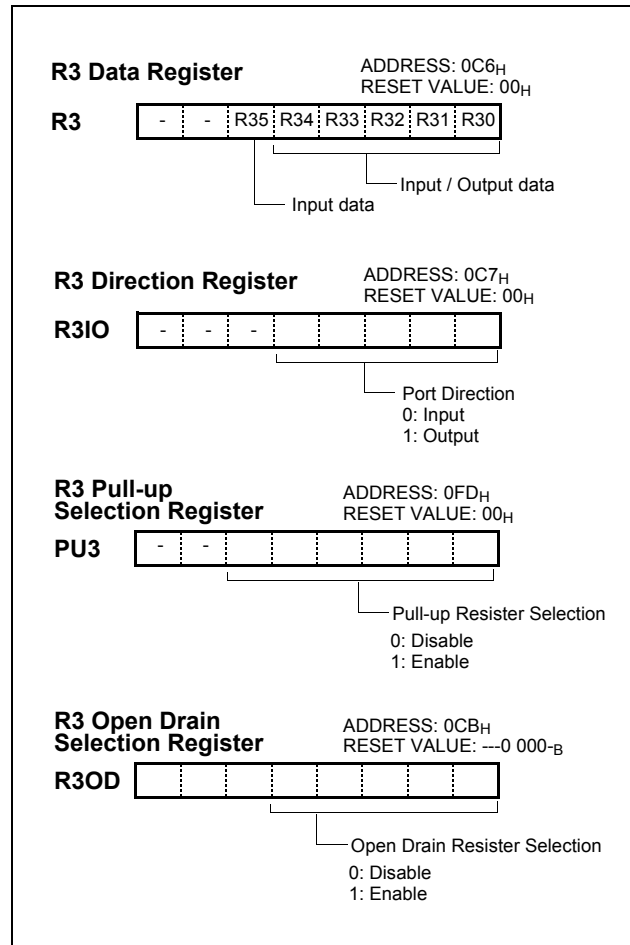 R3 Data Register ADDRESS: 0C6H
RESET VALUE: 00H
R3 - - R35 R34 R33 R32 R31 R30
Input / Output data
Input data
R3 Direction Register ADDRESS: 0C7H
RESET VALUE: 00H
R3IO - - -
Port Direction
0: Input
1: Output
R3 Pull-up
Selection Register
ADDRESS: 0FDH
RESET VALUE: 00H
PU3 - -
Pull-up Resister Selection
0: Disable
1: Enable
R3 Open Drain
Selection Register
ADDRESS: 0CBH
RESET VALUE: ---0 000-B
R3OD
Open Drain Resister Selection
0: Disable
1: Enable